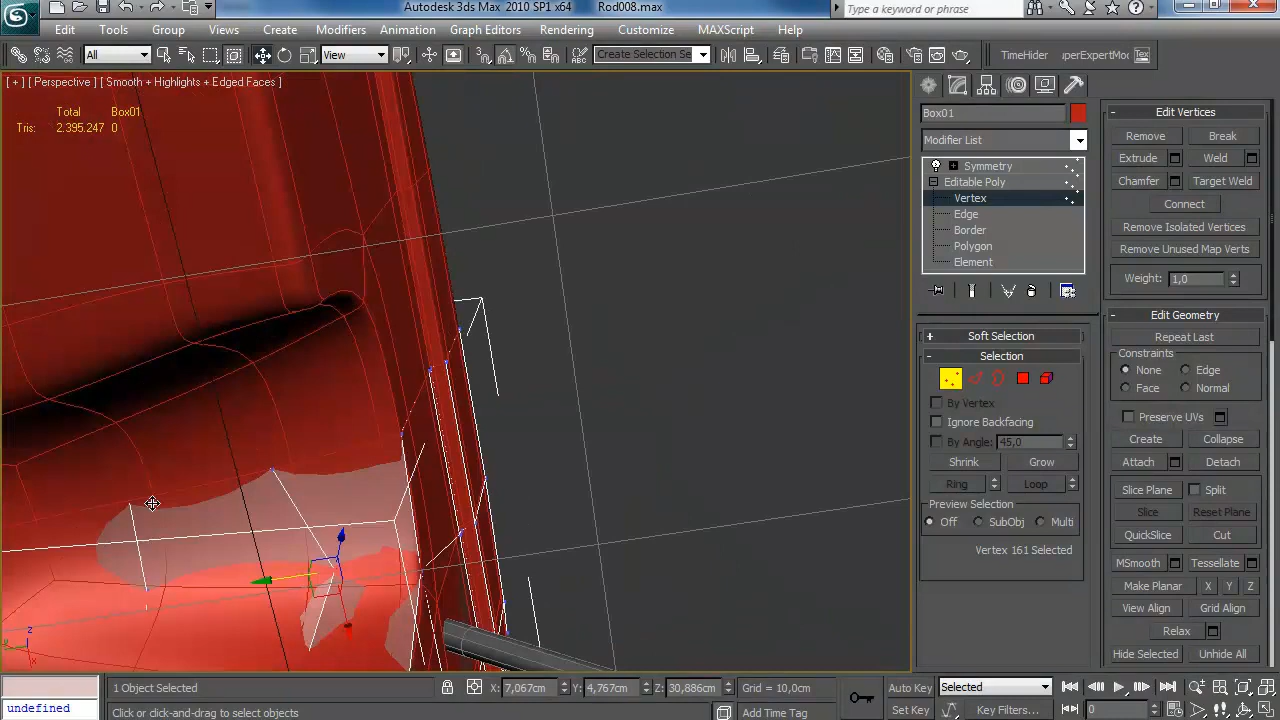 Autodesk 3ds Max 2010 SP1 x64 Rod008.max
Type a keyword or phrase
Edit Tools Group Views Create Modifiers Animation Graph Editors Rendering Customize MAXScript Help
All View Create Selection Se TimeHider perExpertMod Tex
[ + ] [ Perspective ] [ Smooth + Highlights + Edged Faces ]
Total Box01
Tris: 2.395.247 0
Box01
Modifier List
Symmetry
Editable Poly
Vertex
Edge
Border
Polygon
Element
Soft Selection
Selection
By Vertex
Ignore Backfacing
By Angle: 45,0
Shrink Grow
Ring Loop
Preview Selection
Off SubObj Multi
Vertex 161 Selected
Edit Vertices
Remove Break
Extrude Weld
Chamfer Target Weld
Connect
Remove Isolated Vertices
Remove Unused Map Verts
Weight: 1,0
Edit Geometry
Repeat Last
Constraints
None Edge
Face Normal
Preserve UVs
Create Collapse
Attach Detach
Slice Plane Split
Slice Reset Plane
QuickSlice Cut
MSmooth Tessellate
Make Planar X Y Z
View Align Grid Align
Relax
Hide Selected Unhide All
z
x
undefined
1 Object Selected X: 7,067cm Y: 4,767cm Z: 30,886cm Grid = 10,0cm
Click or click-and-drag to select objects Add Time Tag
Auto Key Selected
Set Key Key Filters... 0